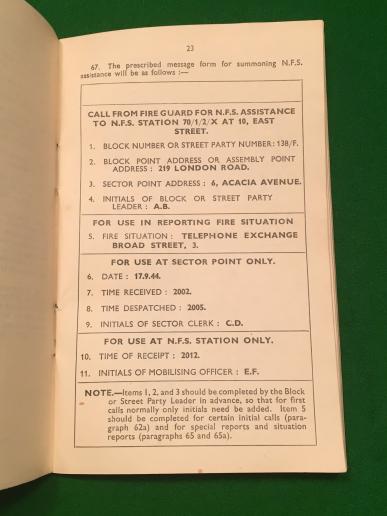 23
67. The prescribed message form for summoning N.F.S.
assistance will be as follows :—
CALL FROM FIRE GUARD FOR N.F.S. ASSISTANCE
TO N.F.S. STATION 70/1/2/X AT 10, EAST
STREET.
1. BLOCK NUMBER OR STREET PARTY NUMBER: 138/F.
2. BLOCK POINT ADDRESS OR ASSEMBLY POINT
ADDRESS : 219 LONDON ROAD.
3. SECTOR POINT ADDRESS : 6, ACACIA AVENUE.
4. INITIALS OF BLOCK OR STREET PARTY
LEADER : A.B.
FOR USE IN REPORTING FIRE SITUATION
5. FIRE SITUATION : TELEPHONE EXCHANGE
BROAD STREET, 3.
FOR USE AT SECTOR POINT ONLY.
6. DATE : 17.9.44.
7. TIME RECEIVED : 2002.
8. TIME DESPATCHED : 2005.
9. INITIALS OF SECTOR CLERK : C.D.
FOR USE AT N.F.S. STATION ONLY.
10. TIME OF RECEIPT : 2012.
11. INITIALS OF MOBILISING OFFICER : E.F.
NOTE.—Items 1, 2, and 3 should be completed by the Block
or Street Party Leader in advance, so that for first
calls normally only initials need be added. Item 5
should be completed for certain initial calls (para-
graph 62a) and for special reports and situation
reports (paragraphs 65 and 65a).